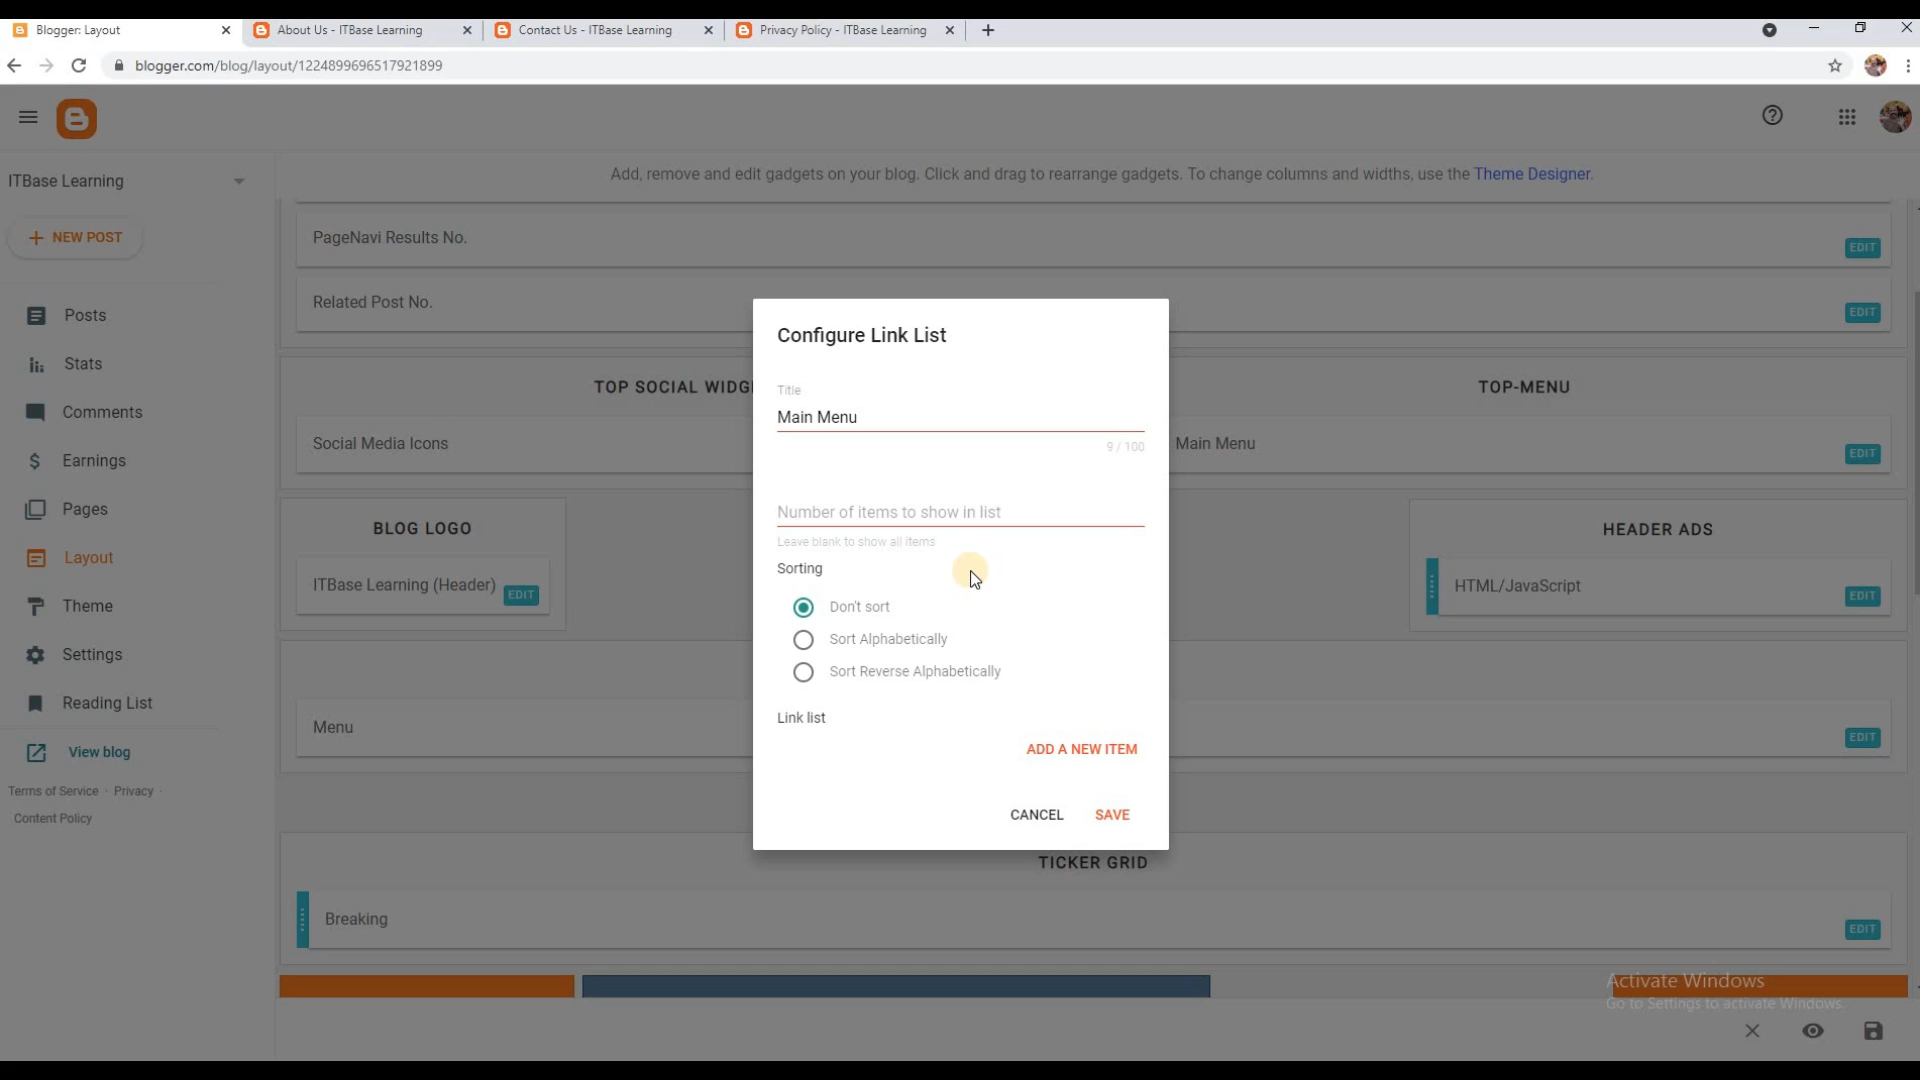 Blogger: Layout
About Us - ITBase Learning
Contact Us - ITBase Learning
Privacy Policy - ITBase Learning
blogger.com/blog/layout/1224899696517921899
ITBase Learning
Add, remove and edit gadgets on your blog. Click and drag to rearrange gadgets. To change columns and widths, use the Theme Designer.
NEW POST
Posts
Stats
Comments
Earnings
Pages
Layout
Theme
Settings
Reading List
View blog
Terms of Service · Privacy ·
Content Policy
PageNavi Results No.
EDIT
Related Post No.
EDIT
TOP SOCIAL WIDG
TOP-MENU
Social Media Icons
Main Menu
EDIT
BLOG LOGO
HEADER ADS
ITBase Learning (Header)
EDIT
HTML/JavaScript
EDIT
Menu
EDIT
TICKER GRID
Breaking
EDIT
Configure Link List
Title
Main Menu
9 / 100
Number of items to show in list
Leave blank to show all items
Sorting
Don't sort
Sort Alphabetically
Sort Reverse Alphabetically
Link list
ADD A NEW ITEM
CANCEL
SAVE
Activate Windows
Go to Settings to activate Windows.